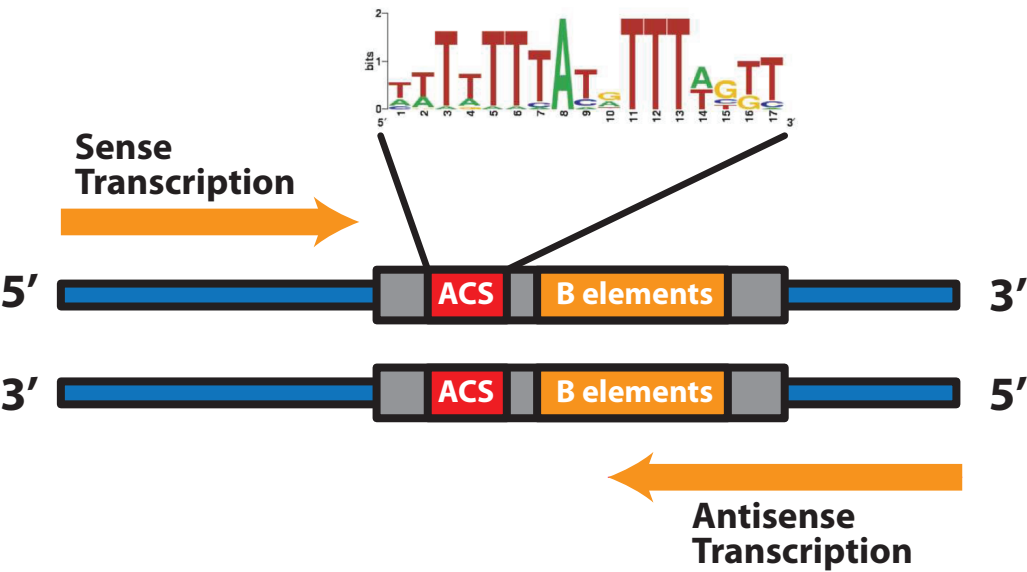 2
bits
1
0
T T T T T T T A T G T T T A G T T
A A A C C A T C G C
1 2 3 4 5 6 7 8 9 10 11 12 13 14 15 16 17
5' 3'
Sense
Transcription
5' ACS B elements 3'
3' ACS B elements 5'
Antisense
Transcription